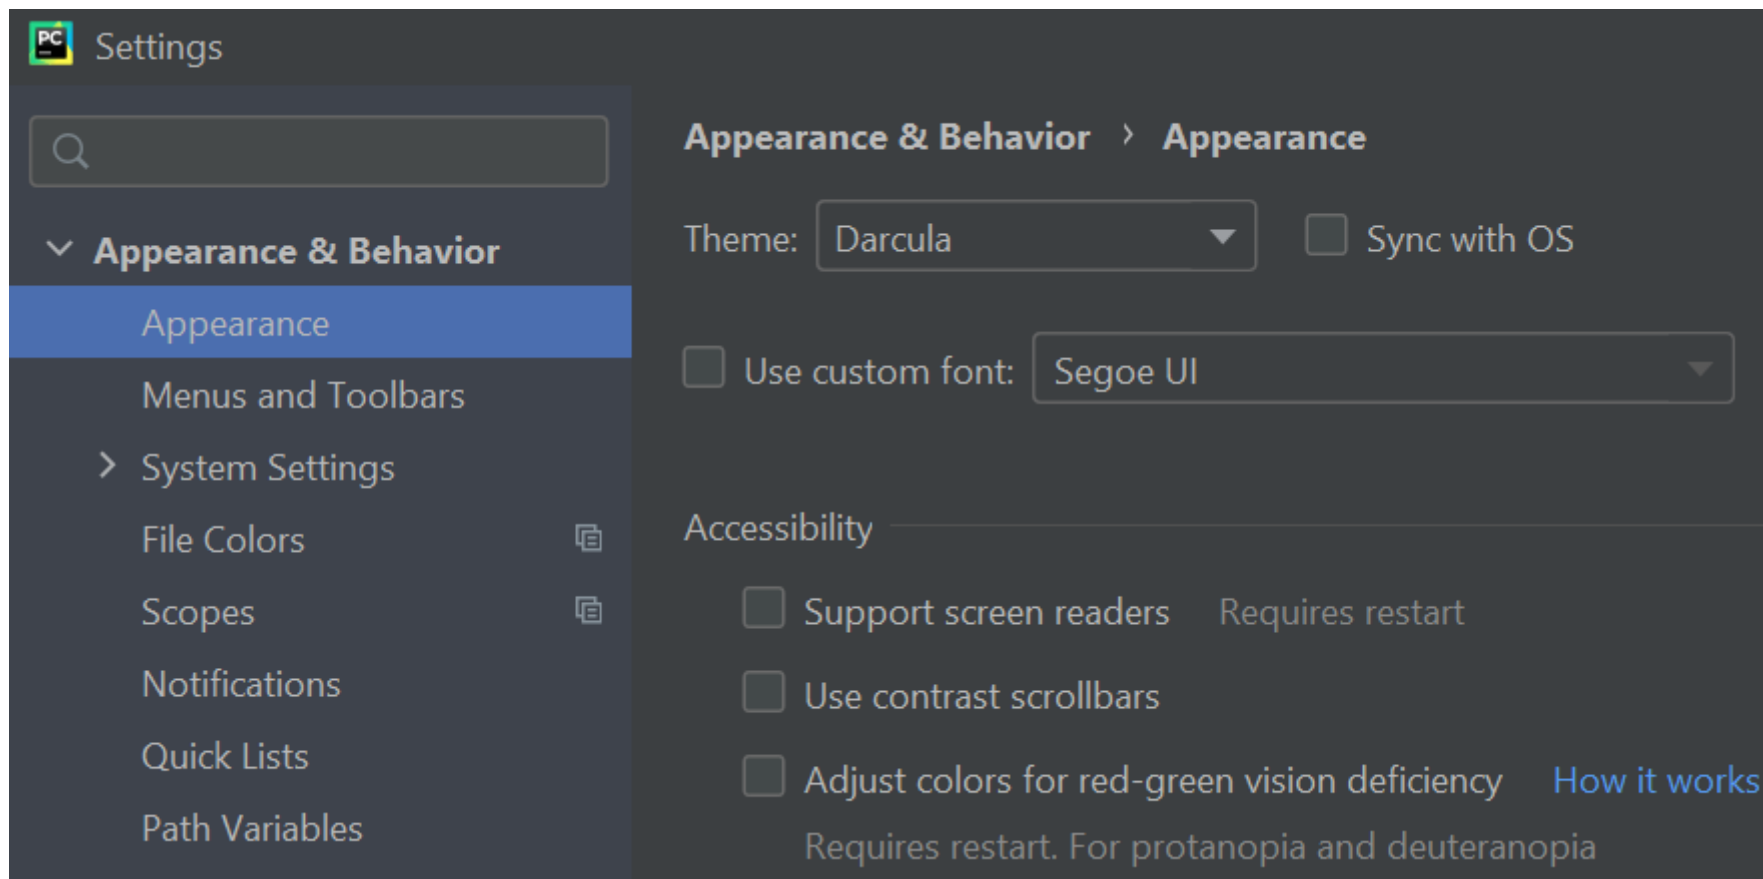 PC
Settings
Appearance & Behavior
Appearance
Menus and Toolbars
System Settings
File Colors
Scopes
Notifications
Quick Lists
Path Variables
Appearance & Behavior › Appearance
Theme: Darcula Sync with OS
Use custom font: Segoe UI
Accessibility
Support screen readers Requires restart
Use contrast scrollbars
Adjust colors for red-green vision deficiency How it works
Requires restart. For protanopia and deuteranopia